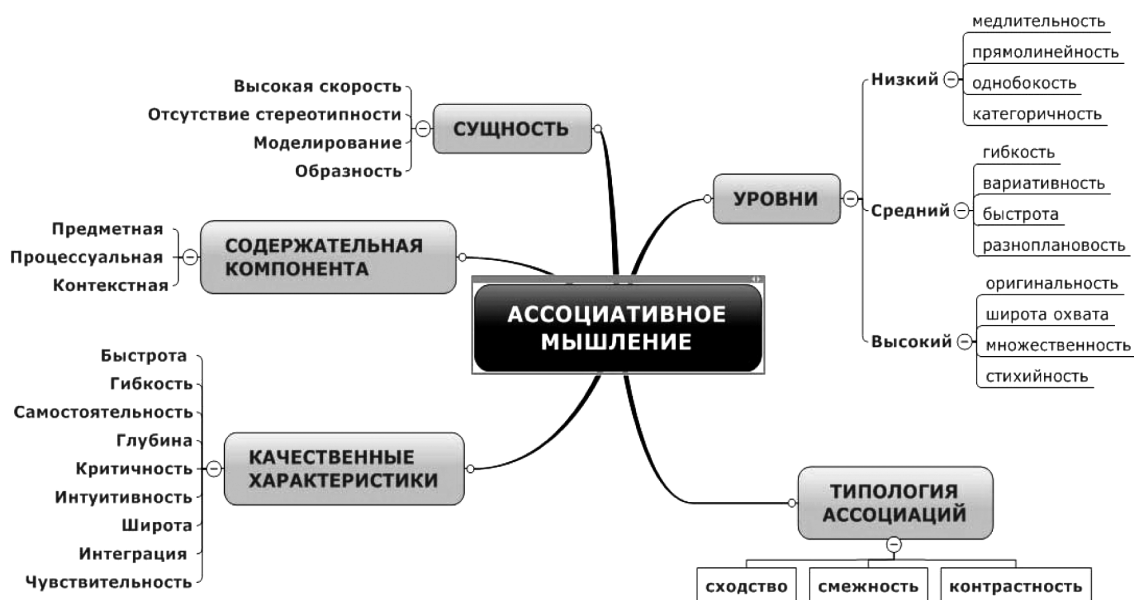 АССОЦИАТИВНОЕ
МЫШЛЕНИЕ
СУЩНОСТЬ
Высокая скорость
Отсутствие стереотипности
Моделирование
Образность
СОДЕРЖАТЕЛЬНАЯ
КОМПОНЕНТА
Предметная
Процессуальная
Контекстная
КАЧЕСТВЕННЫЕ
ХАРАКТЕРИСТИКИ
Быстрота
Гибкость
Самостоятельность
Глубина
Критичность
Интуитивность
Широта
Интеграция
Чувствительность
УРОВНИ
Низкий
медлительность
прямолинейность
однобокость
категоричность
Средний
гибкость
вариативность
быстрота
разноплановость
Высокий
оригинальность
широта охвата
множественность
стихийность
ТИПОЛОГИЯ
АССОЦИАЦИЙ
сходство
смежность
контрастность